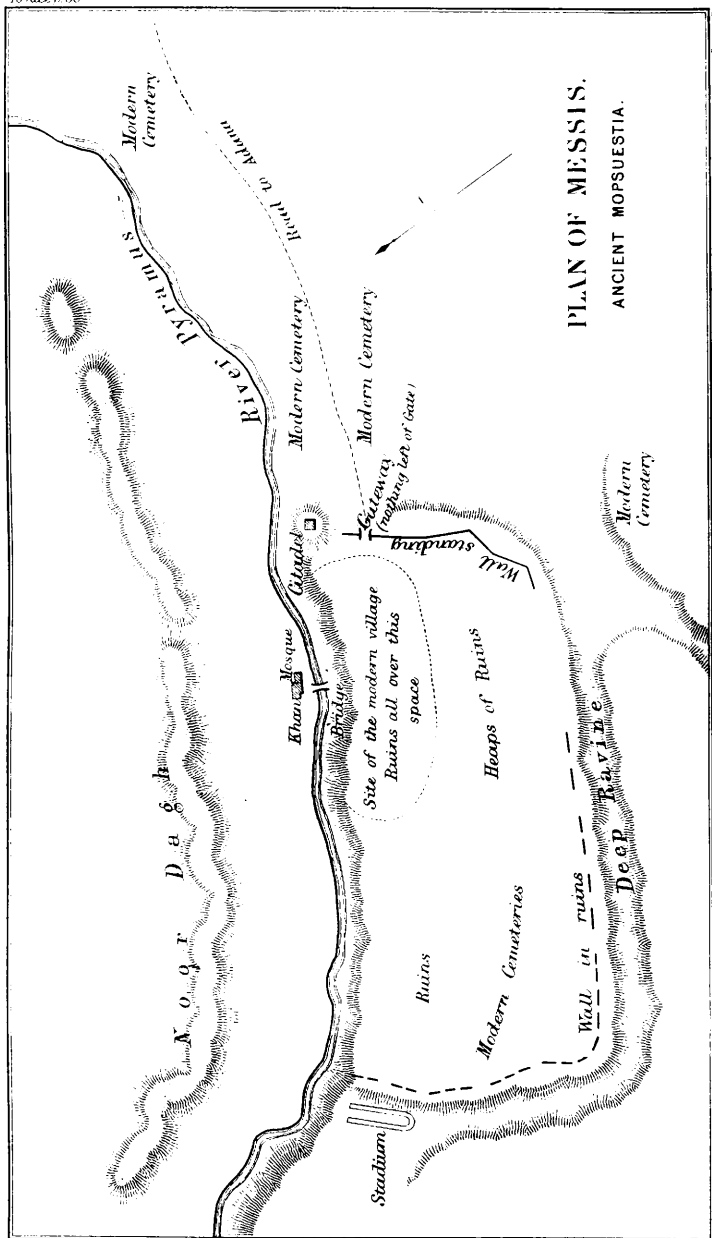 PLAN OF MESSIS.
ANCIENT MOPSUESTIA.
Noor Dagh
River Pyramus
Modern
Cemetery
Road to Adana
Modern Cemetery
Modern Cemetery
Citadel
Gateway
(nothing left of Gate)
Wall standing
Mosque
Khan
Bridge
Site of the modern village
Ruins all over this
space
Heaps of Ruins
Modern
Cemetery
Ruins
Modern Cemeteries
Wall in ruins
Deep Ravine
Stadium